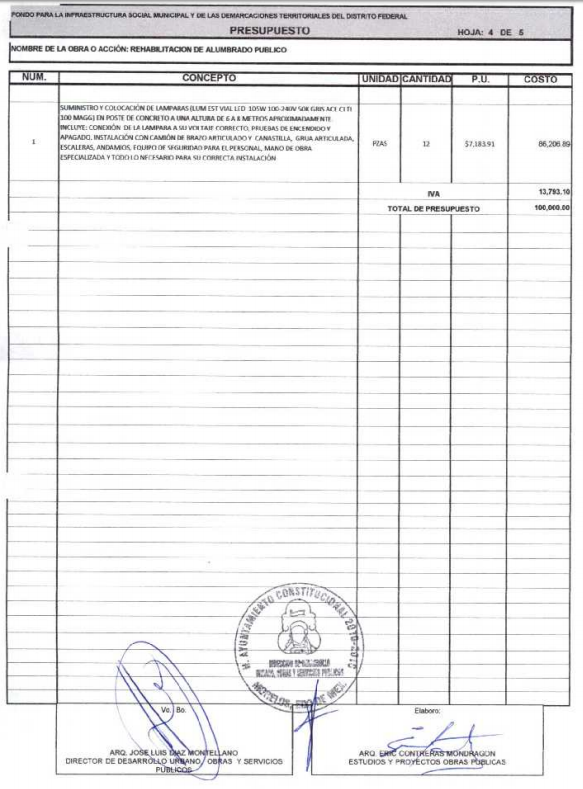 FONDO PARA LA INFRAESTRUCTURA SOCIAL MUNICIPAL Y DE LAS DEMARCACIONES TERRITORIALES DEL DISTRITO FEDERAL
PRESUPUESTO HOJA: 4 DE 5
NOMBRE DE LA OBRA O ACCIÓN: REHABILITACION DE ALUMBRADO PUBLICO
NUM. CONCEPTO UNIDAD CANTIDAD P.U. COSTO
SUMINISTRO Y COLOCACIÓN DE LAMPARAS (LUM EST VIAL LED 105W 100-240V 50K GRIS ACE CJ TL
100 MAGG) EN POSTE DE CONCRETO A UNA ALTURA DE 6 A 8 METROS APROXIMADAMENTE.
INCLUYE: CONEXIÓN DE LA LAMPARA A SU VOLTAJE CORRECTO, PRUEBAS DE ENCENDIDO Y
1 APAGADO. INSTALACIÓN CON CAMIÓN DE BRAZO ARTICULADO Y CANASTILLA, GRUA ARTICULADA, PZAS 12 $7,183.91 86,206.89
ESCALERAS, ANDAMIOS, EQUIPO DE SEGURIDAD PARA EL PERSONAL, MANO DE OBRA
ESPECIALIZADA Y TODO LO NECESARIO PARA SU CORRECTA INSTALACIÓN
IVA 13,793.10
TOTAL DE PRESUPUESTO 100,000.00
H. AYUNTAMIENTO CONSTITUCIONAL
MORELOS, EDO DE MEX.
Vo. Bo. Elaboro:
ARQ. JOSE LUIS DIAZ MONTELLANO
DIRECTOR DE DESARROLLO URBANO, OBRAS Y SERVICIOS
PUBLICOS
ARQ. ERIC CONTRERAS MONDRAGON
ESTUDIOS Y PROYECTOS OBRAS PUBLICAS